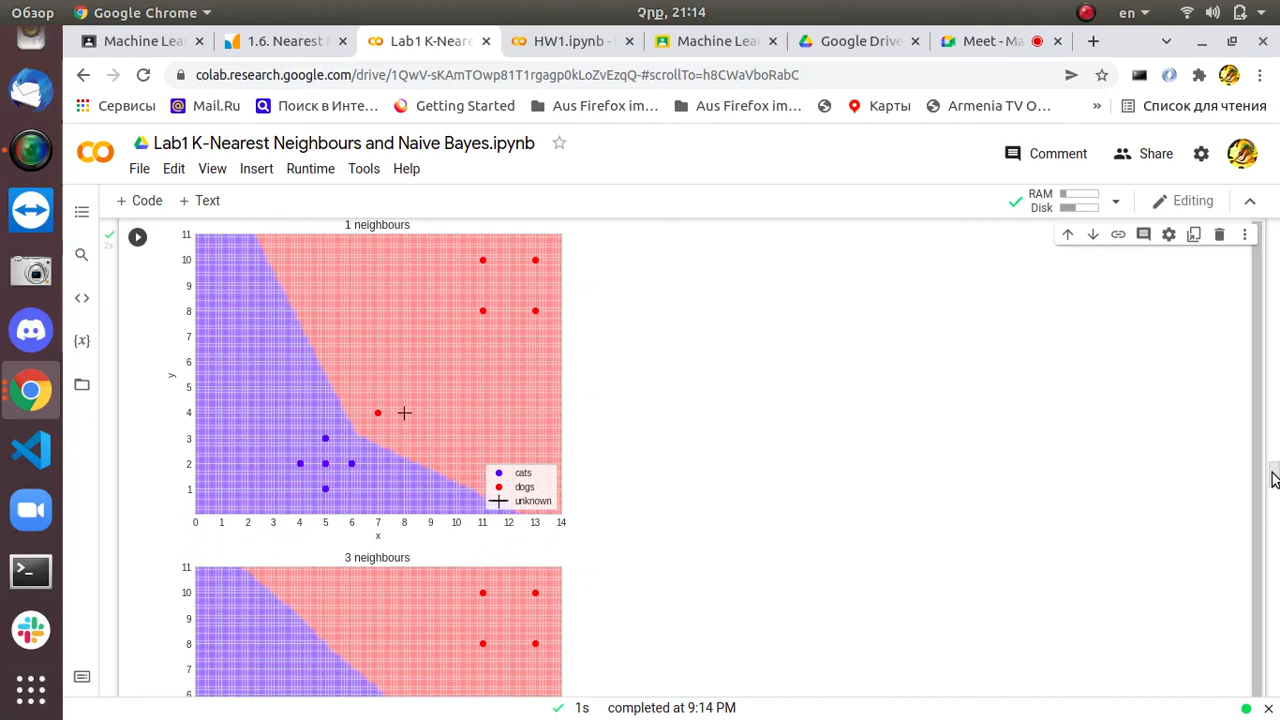 Обзор
Google Chrome
Չրք, 21:14
en
Machine Lea
1.6. Nearest N
Lab1 K-Neare
HW1.ipynb - C
Machine Lea
Google Drive
Meet - Ma
colab.research.google.com/drive/1QwV-sKAmTOwp81T1rgagp0kLoZvEzqQ-#scrollTo=h8CWaVboRabC
Сервисы
Mail.Ru
Поиск в Инте...
Getting Started
Aus Firefox im...
Aus Firefox im...
Карты
Armenia TV O...
»
Список для чтения
Lab1 K-Nearest Neighbours and Naive Bayes.ipynb
Comment
Share
File Edit View Insert Runtime Tools Help
+ Code + Text
RAM
Disk
Editing
2s
1 neighbours
11
10
9
8
7
6
5
4
3
2
1
y
cats
dogs
unknown
0 1 2 3 4 5 6 7 8 9 10 11 12 13 14
x
3 neighbours
11
10
9
8
7
6
1s completed at 9:14 PM